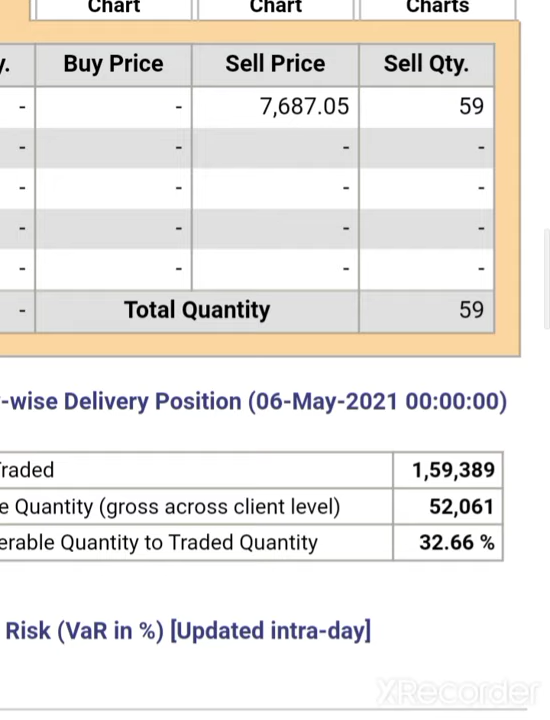 Chart Chart Charts
Buy Price Sell Price Sell Qty.
- - 7,687.05 59
- - - -
- - - -
- - - -
- - - -
- Total Quantity 59
-wise Delivery Position (06-May-2021 00:00:00)
Traded 1,59,389
e Quantity (gross across client level) 52,061
erable Quantity to Traded Quantity 32.66 %
Risk (VaR in %) [Updated intra-day]
XRecorder